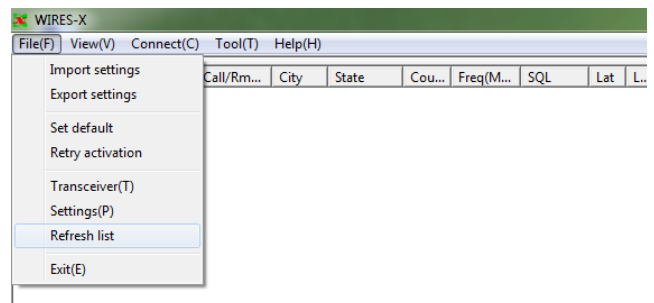 WIRES-X
File(F) View(V) Connect(C) Tool(T) Help(H)
Call/Rm... City State Cou... Freq(M... SQL Lat L...
Import settings
Export settings
Set default
Retry activation
Transceiver(T)
Settings(P)
Refresh list
Exit(E)